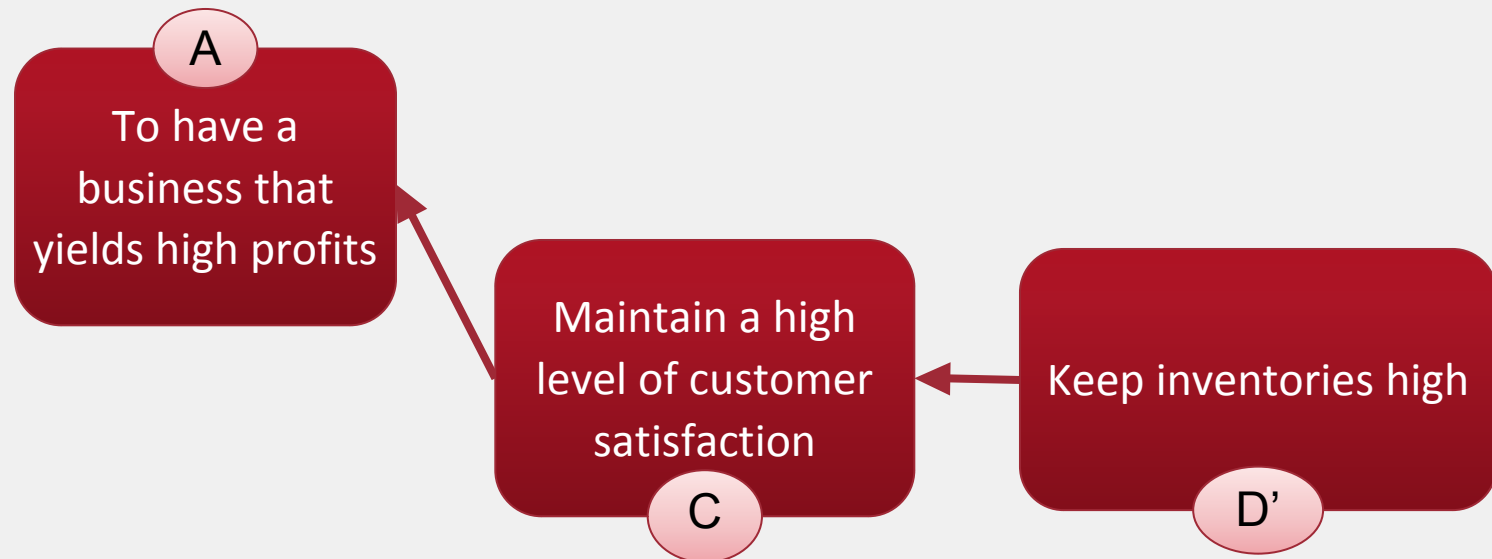 A
To have a
business that
yields high profits
Maintain a high
level of customer
satisfaction
C
Keep inventories high
D’